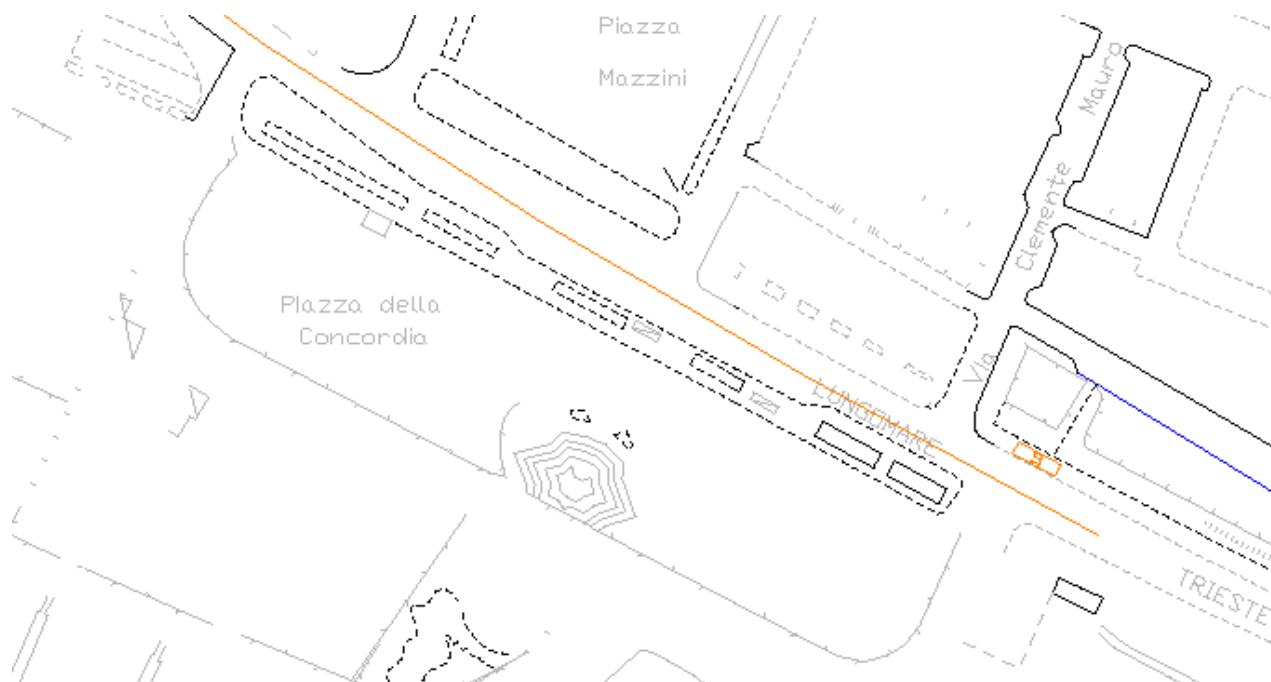 Piazza
Mazzini
Mauro
Clemente
Via
Piazza della
Concordia
LUNGOMARE
TRIESTE